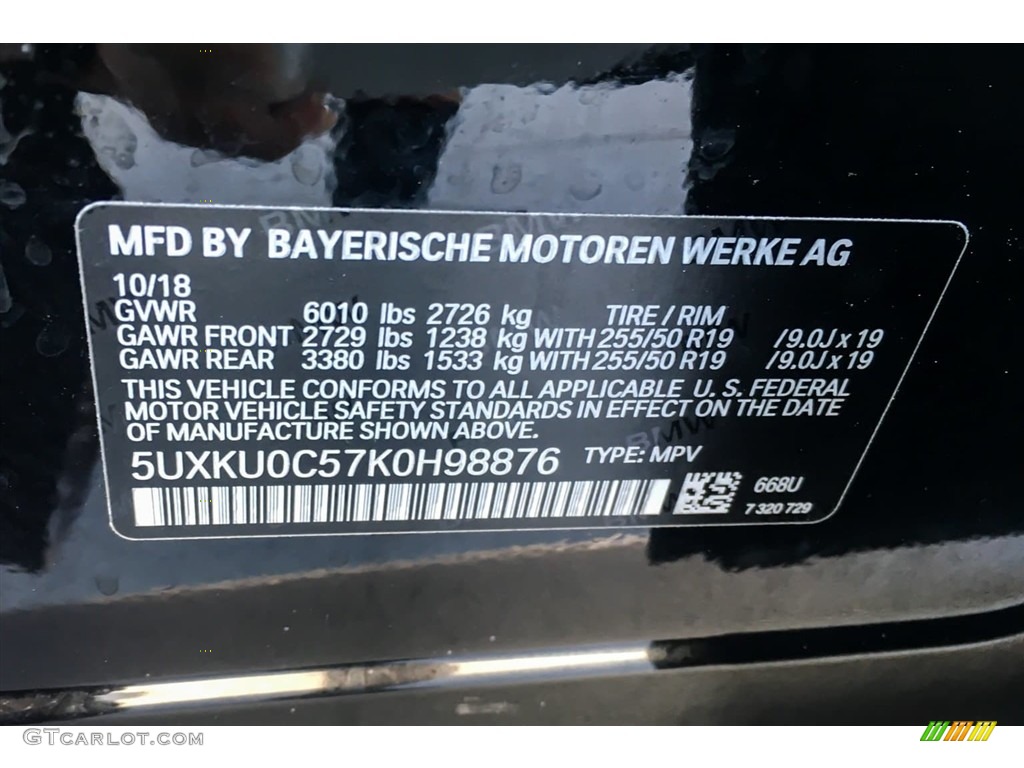 MFD BY BAYERISCHE MOTOREN WERKE AG
10/18
GVWR 6010 lbs 2726 kg TIRE / RIM
GAWR FRONT 2729 lbs 1238 kg WITH 255/50 R19 /9.0J x 19
GAWR REAR 3380 lbs 1533 kg WITH 255/50 R19 /9.0J x 19
THIS VEHICLE CONFORMS TO ALL APPLICABLE U. S. FEDERAL
MOTOR VEHICLE SAFETY STANDARDS IN EFFECT ON THE DATE
OF MANUFACTURE SHOWN ABOVE.
5UXKU0C57K0H98876 TYPE: MPV
668U
7 320 729
GTCarlot.com